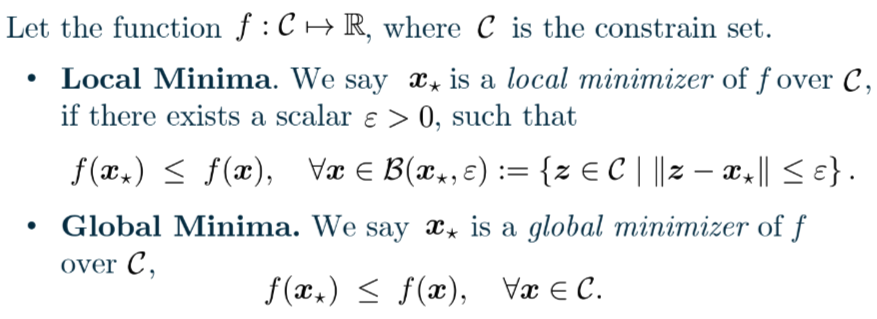 Let the function f : 𝒞 ↦ ℝ, where 𝒞 is the constrain set.
• Local Minima. We say x⋆ is a local minimizer of f over 𝒞,
if there exists a scalar ε > 0, such that
f(x⋆) ≤ f(x), ∀x ∈ ℬ(x⋆, ε) := {z ∈ 𝒞 | ‖z − x⋆‖ ≤ ε} .
• Global Minima. We say x⋆ is a global minimizer of f
over 𝒞,
f(x⋆) ≤ f(x), ∀x ∈ 𝒞.